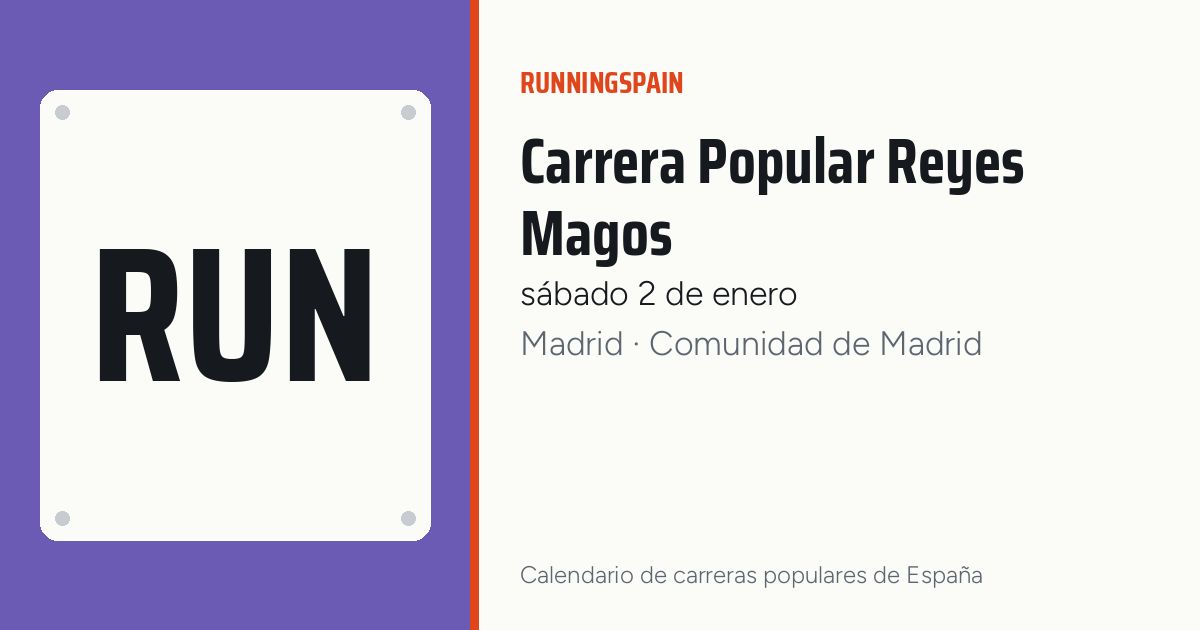 RUN
RUNNINGSPAIN
Carrera Popular Reyes
Magos
sábado 2 de enero
Madrid · Comunidad de Madrid
Calendario de carreras populares de España